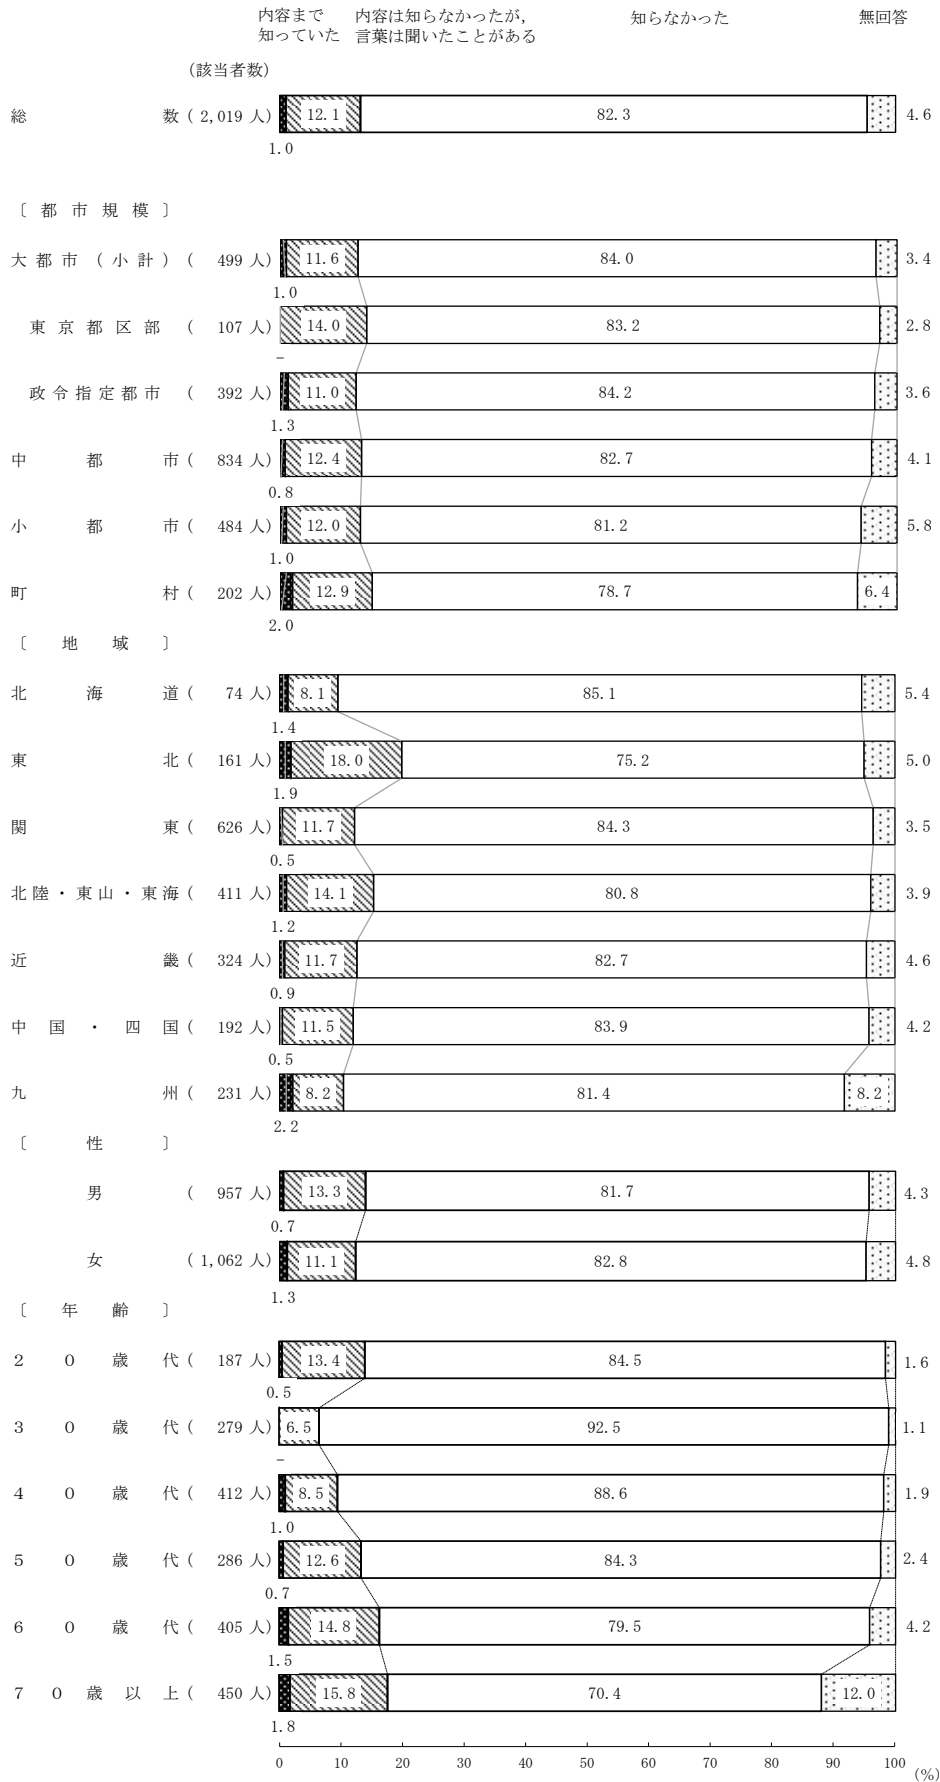 内容まで 内容は知らなかったが， 知らなかった 無回答
知っていた 言葉は聞いたことがある
（該当者数）
総数（2,019 人） 12.1 82.3 4.6
1.0
〔都市規模〕
大都市（小計）（ 499 人） 11.6 84.0 3.4
1.0
東京都区部（ 107 人） 14.0 83.2 2.8
－
政令指定都市（ 392 人） 11.0 84.2 3.6
1.3
中都市（ 834 人） 12.4 82.7 4.1
0.8
小都市（ 484 人） 12.0 81.2 5.8
1.0
町村（ 202 人） 12.9 78.7 6.4
2.0
〔地域〕
北海道（ 74 人） 8.1 85.1 5.4
1.4
東北（ 161 人） 18.0 75.2 5.0
1.9
関東（ 626 人） 11.7 84.3 3.5
0.5
北陸・東山・東海（ 411 人） 14.1 80.8 3.9
1.2
近畿（ 324 人） 11.7 82.7 4.6
0.9
中国・四国（ 192 人） 11.5 83.9 4.2
0.5
九州（ 231 人） 8.2 81.4 8.2
2.2
〔性〕
男（ 957 人） 13.3 81.7 4.3
0.7
女（1,062 人） 11.1 82.8 4.8
1.3
〔年齢〕
２０歳代（ 187 人） 13.4 84.5 1.6
0.5
３０歳代（ 279 人） 6.5 92.5 1.1
－
４０歳代（ 412 人） 8.5 88.6 1.9
1.0
５０歳代（ 286 人） 12.6 84.3 2.4
0.7
６０歳代（ 405 人） 14.8 79.5 4.2
1.5
７０歳以上（ 450 人） 15.8 70.4 12.0
1.8
0 10 20 30 40 50 60 70 80 90 100
（%）